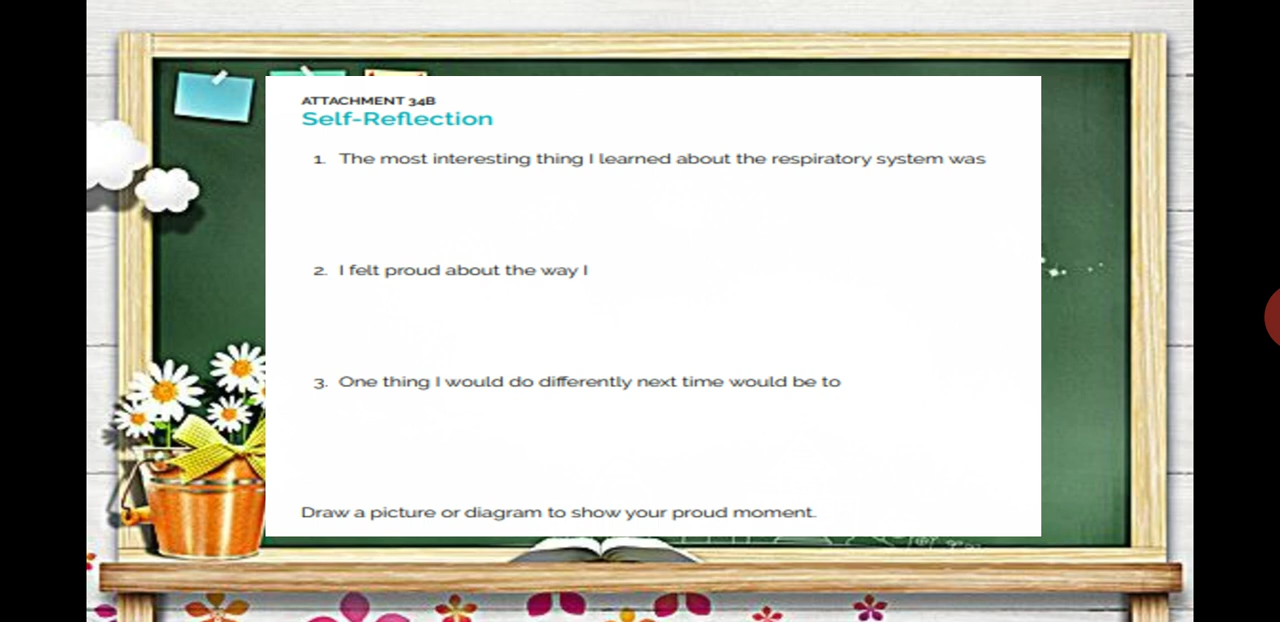 ATTACHMENT 34B
Self-Reflection
1. The most interesting thing I learned about the respiratory system was
2. I felt proud about the way I
3. One thing I would do differently next time would be to
Draw a picture or diagram to show your proud moment.